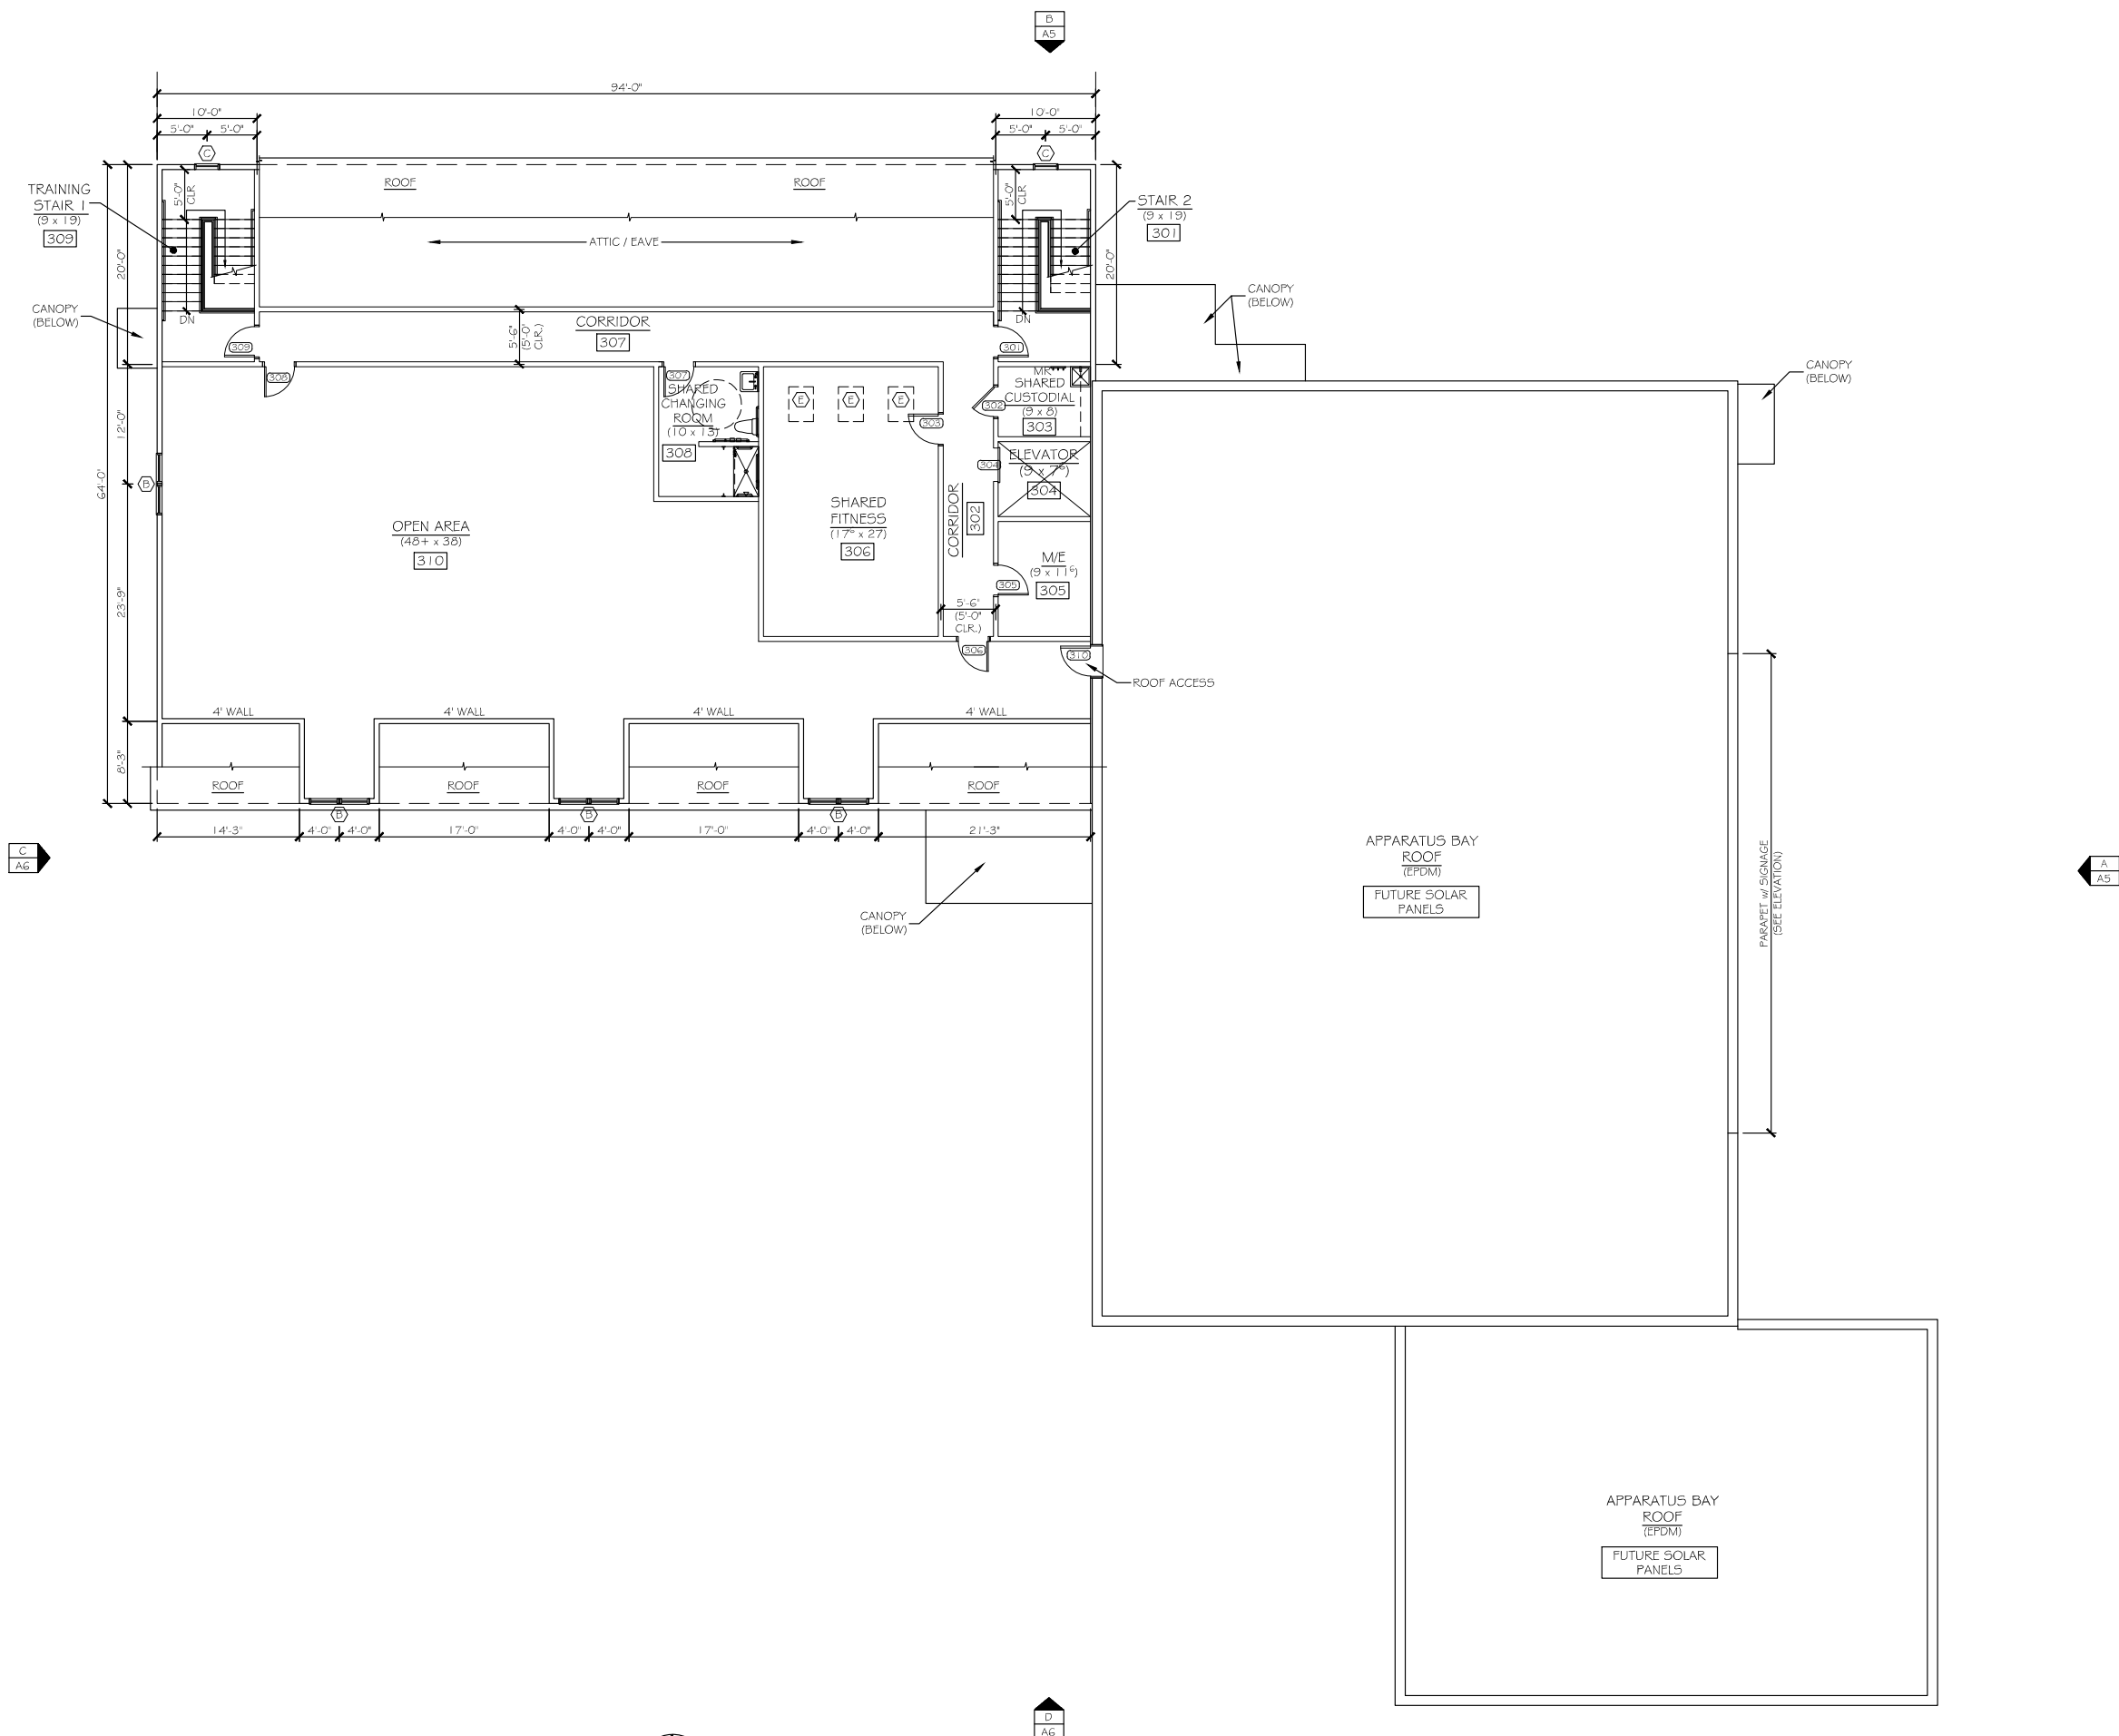 B
A5
94'-0"
10'-0"
10'-0"
5'-0"
5'-0"
5'-0"
5'-0"
C
C
TRAINING
STAIR 1
(9 x 19)
309
5'-0"
CLR
ROOF
ROOF
5'-0"
CLR
STAIR 2
(9 x 19)
301
ATTIC / EAVE
20'-0"
20'-0"
CANOPY
(BELOW)
CANOPY
(BELOW)
DN
DN
CORRIDOR
307
5'-6"
(5'-0"
CLR.)
309
301
308
307
SHARED
CHANGING
ROOM
(10 x 13)
308
E
E
E
303
302
MR
SHARED
CUSTODIAL
(9 x 8)
303
CANOPY
(BELOW)
12'-0"
64'-0"
B
304
ELEVATOR
(9 x 7⁶)
304
OPEN AREA
(48+ x 38)
310
SHARED
FITNESS
(17⁶ x 27)
306
CORRIDOR
302
M/E
(9 x 11⁶)
305
305
23'-9"
5'-6"
(5'-0"
CLR.)
306
310
ROOF ACCESS
4' WALL
4' WALL
4' WALL
4' WALL
8'-3"
ROOF
ROOF
ROOF
ROOF
B
B
B
14'-3"
4'-0"
4'-0"
17'-0"
4'-0"
4'-0"
17'-0"
4'-0"
4'-0"
21'-3"
C
A6
CANOPY
(BELOW)
APPARATUS BAY
ROOF
(EPDM)
FUTURE SOLAR
PANELS
PARAPET w/ SIGNAGE
(SEE ELEVATION)
A
A5
APPARATUS BAY
ROOF
(EPDM)
FUTURE SOLAR
PANELS
D
A6